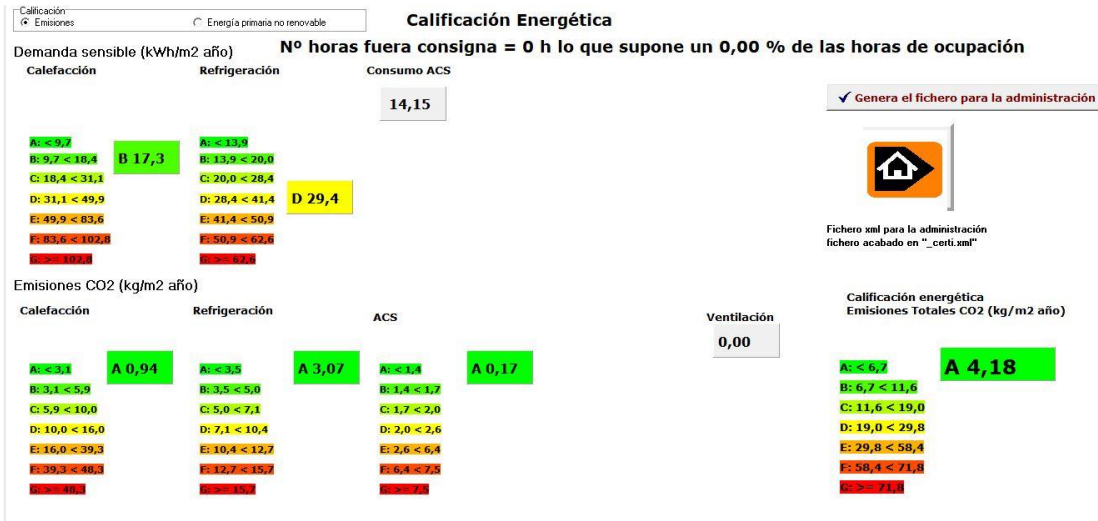 Calificación
Emisiones
Energía primaria no renovable
Calificación Energética
Demanda sensible (kWh/m2 año)
Nº horas fuera consigna = 0 h lo que supone un 0,00 % de las horas de ocupación
Calefacción
Refrigeración
Consumo ACS
14,15
Genera el fichero para la administración
A: < 9,7
B: 9,7 < 18,4
C: 18,4 < 31,1
D: 31,1 < 49,9
E: 49,9 < 83,6
F: 83,6 < 102,8
G: >= 102,8
B 17,3
A: < 13,9
B: 13,9 < 20,0
C: 20,0 < 28,4
D: 28,4 < 41,4
E: 41,4 < 50,9
F: 50,9 < 62,6
G: >= 62,6
D 29,4
Fichero xml para la administración
fichero acabado en "_certi.xml"
Emisiones CO2 (kg/m2 año)
Calefacción
Refrigeración
ACS
Ventilación
0,00
Calificación energética
Emisiones Totales CO2 (kg/m2 año)
A: < 3,1
B: 3,1 < 5,9
C: 5,9 < 10,0
D: 10,0 < 16,0
E: 16,0 < 39,3
F: 39,3 < 48,3
G: >= 48,3
A 0,94
A: < 3,5
B: 3,5 < 5,0
C: 5,0 < 7,1
D: 7,1 < 10,4
E: 10,4 < 12,7
F: 12,7 < 15,7
G: >= 15,7
A 3,07
A: < 1,4
B: 1,4 < 1,7
C: 1,7 < 2,0
D: 2,0 < 2,6
E: 2,6 < 6,4
F: 6,4 < 7,5
G: >= 7,5
A 0,17
A: < 6,7
B: 6,7 < 11,6
C: 11,6 < 19,0
D: 19,0 < 29,8
E: 29,8 < 58,4
F: 58,4 < 71,8
G: >= 71,8
A 4,18